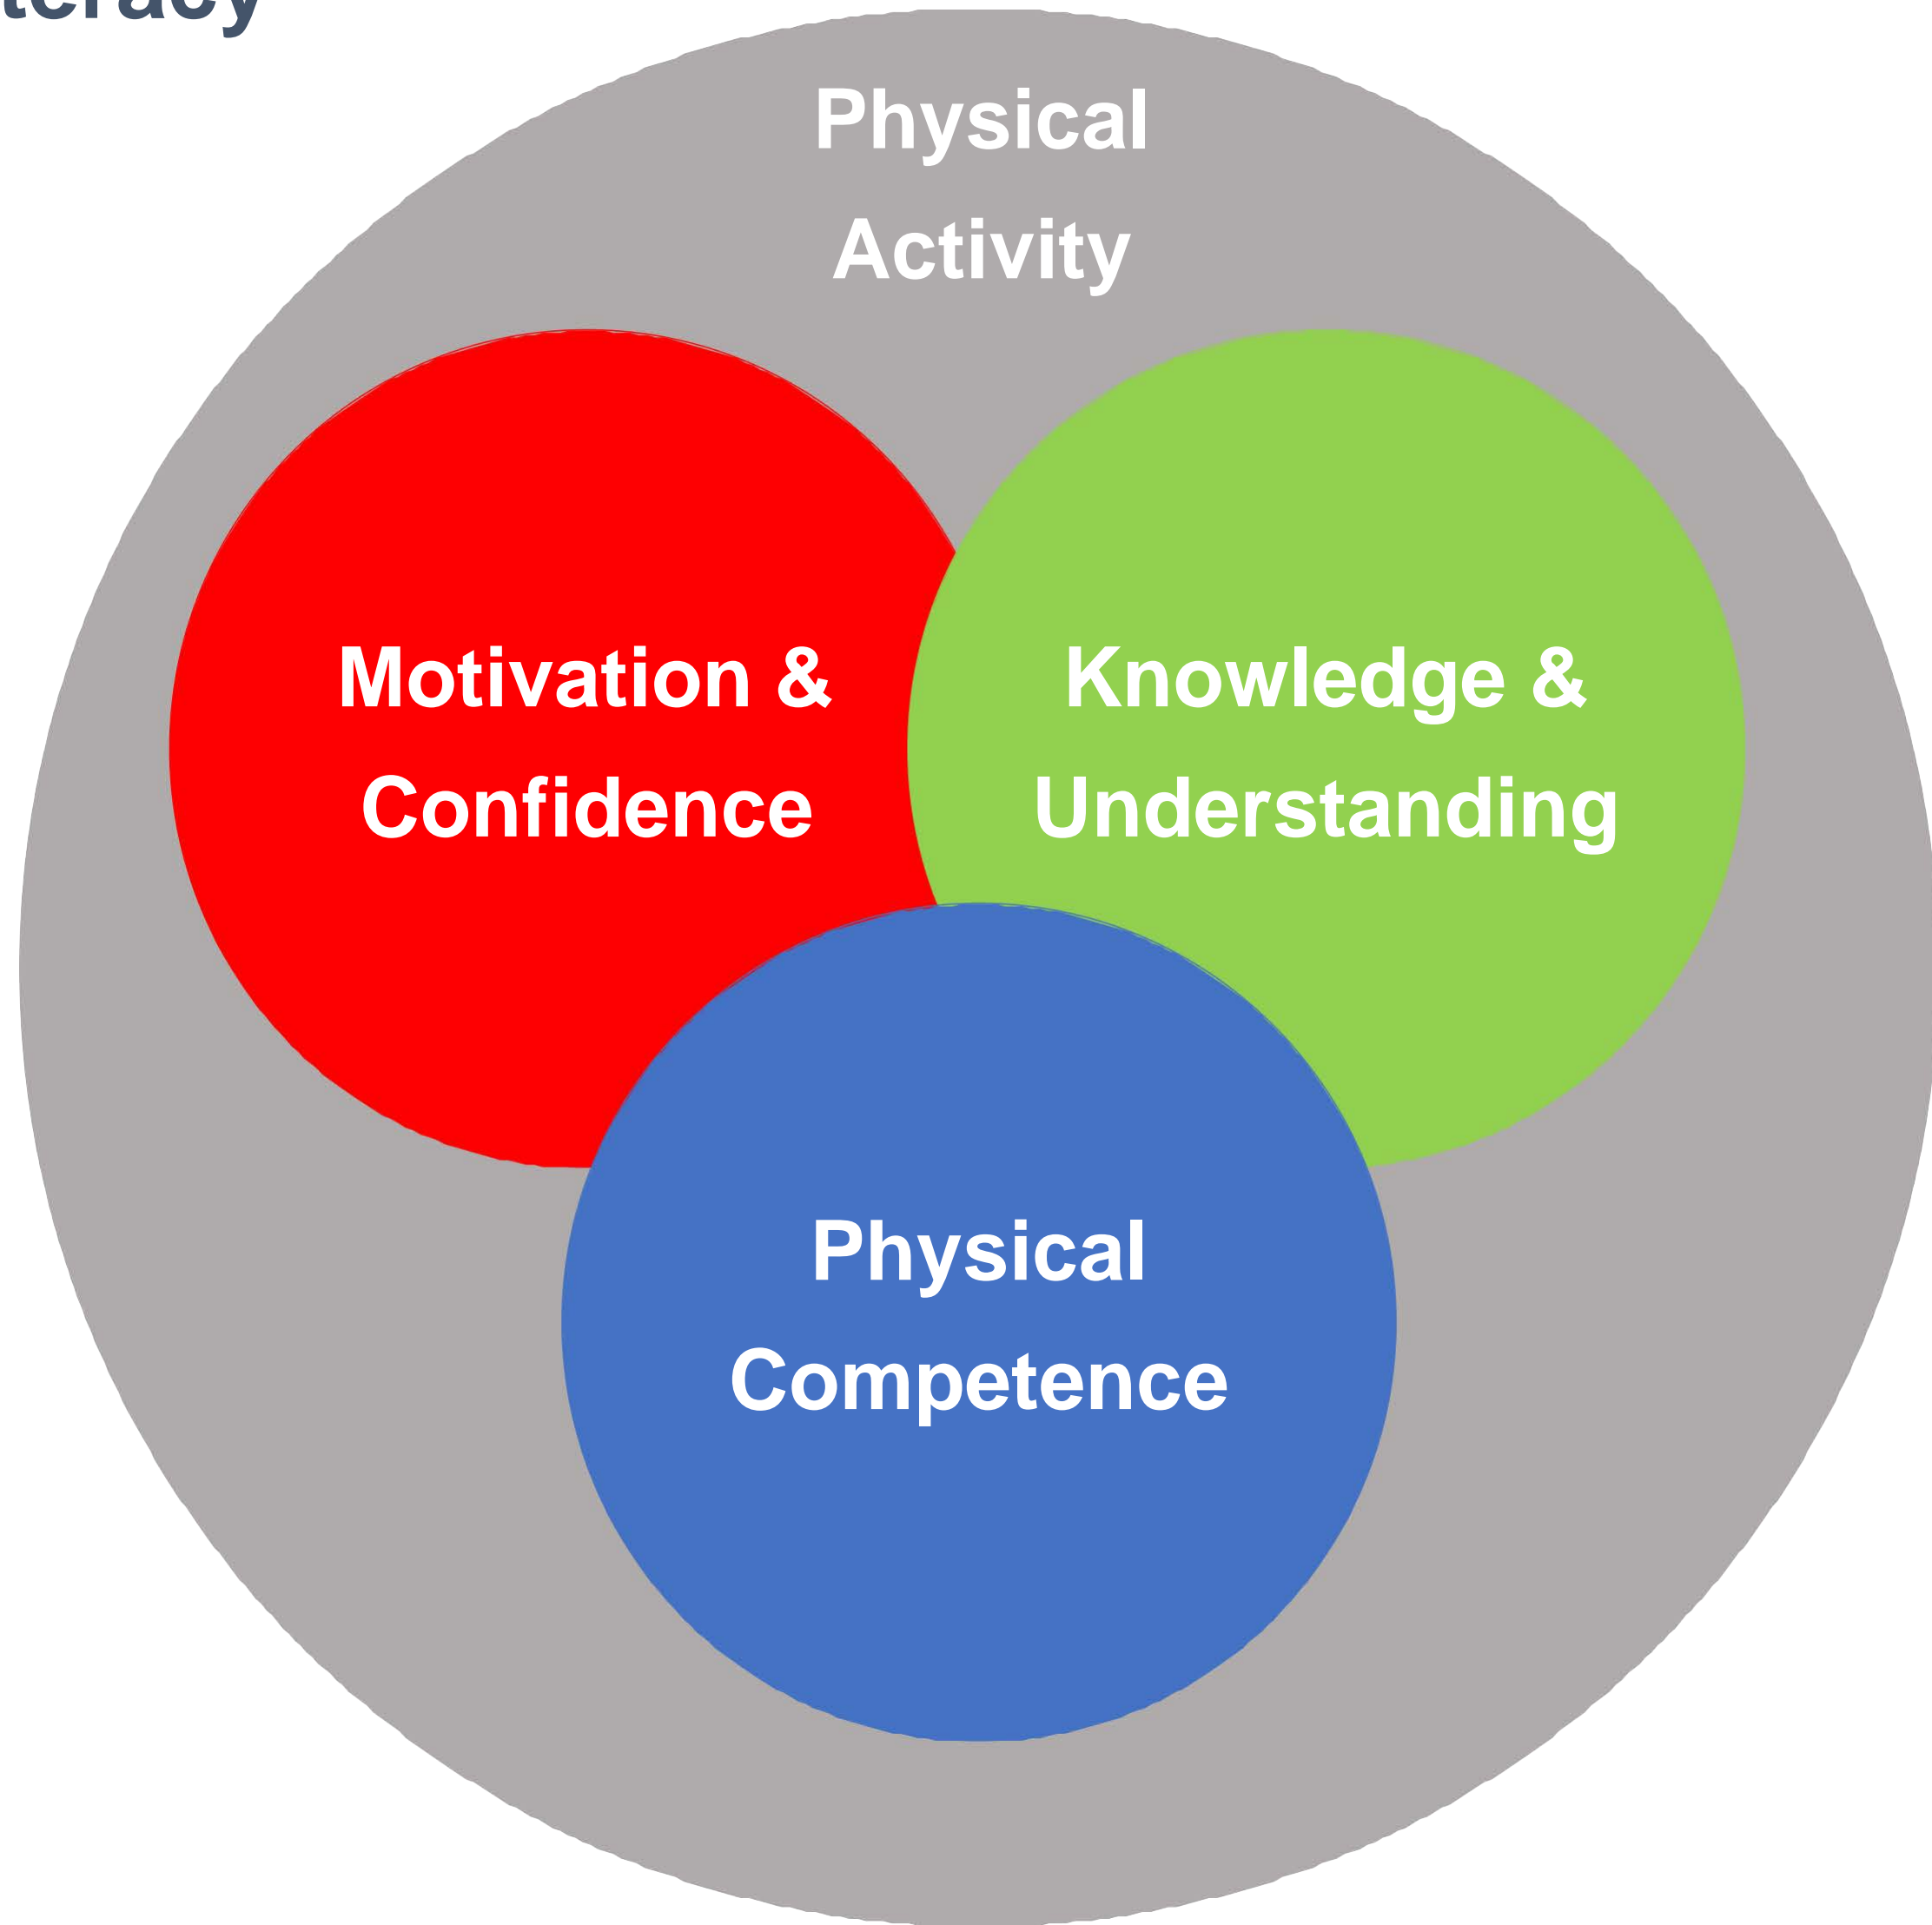 Physical
Activity
Motivation &
Confidence
Knowledge &
Understanding
Physical
Competence